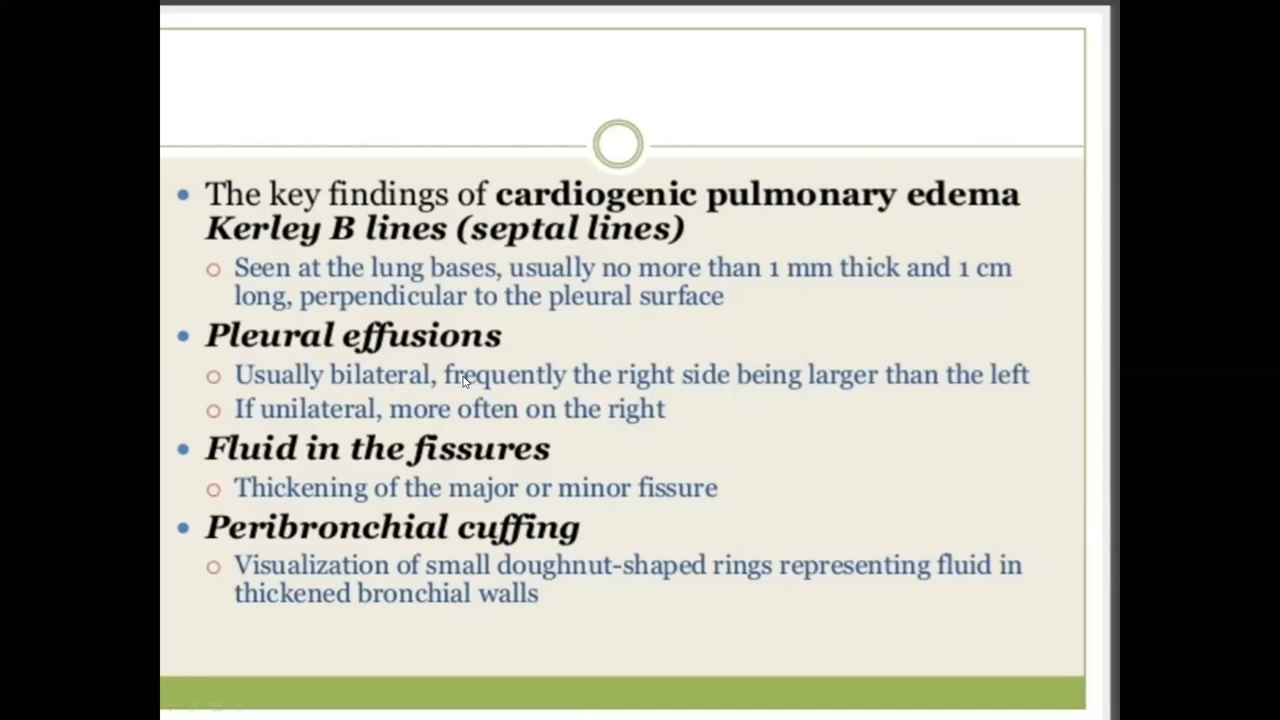 • The key findings of cardiogenic pulmonary edema
Kerley B lines (septal lines)
○ Seen at the lung bases, usually no more than 1 mm thick and 1 cm
long, perpendicular to the pleural surface
• Pleural effusions
○ Usually bilateral, frequently the right side being larger than the left
○ If unilateral, more often on the right
• Fluid in the fissures
○ Thickening of the major or minor fissure
• Peribronchial cuffing
○ Visualization of small doughnut-shaped rings representing fluid in
thickened bronchial walls